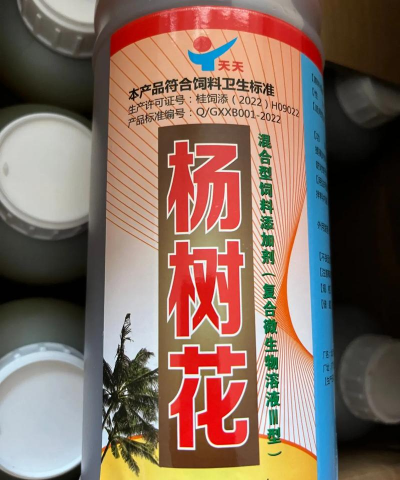 天天
本产品符合饲料卫生标准
生产许可证号：桂饲添（2022）H09022
产品标准编号：Q/GXXB001-2022
杨树花
混合型饲料添加剂（复合微生物溶液II型）